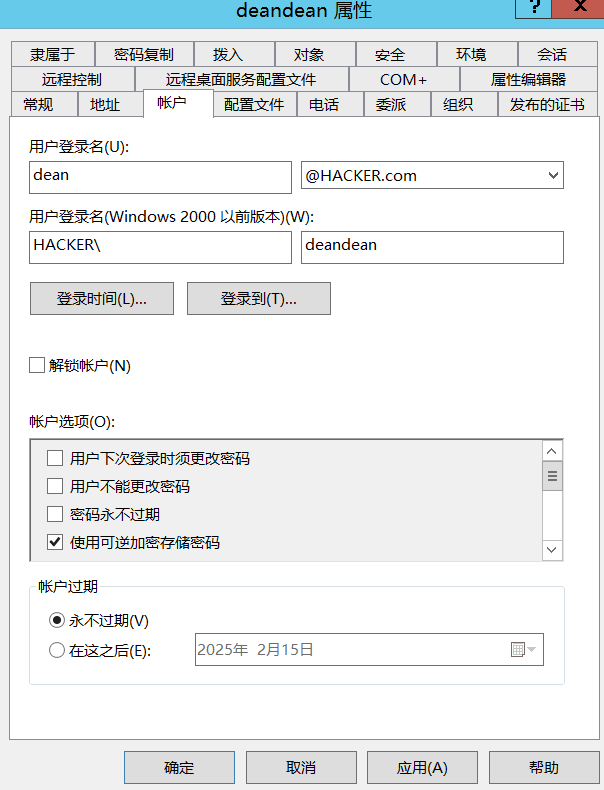 deandean 属性
?
隶属于 密码复制 拨入 对象 安全 环境 会话
远程控制 远程桌面服务配置文件 COM+ 属性编辑器
常规 地址 帐户 配置文件 电话 委派 组织 发布的证书
用户登录名(U):
dean @HACKER.com
用户登录名(Windows 2000 以前版本)(W):
HACKER\ deandean
登录时间(L)... 登录到(T)...
解锁帐户(N)
帐户选项(O):
用户下次登录时须更改密码
用户不能更改密码
密码永不过期
使用可逆加密存储密码
帐户过期
永不过期(V)
在这之后(E): 2025年 2月15日
确定 取消 应用(A) 帮助